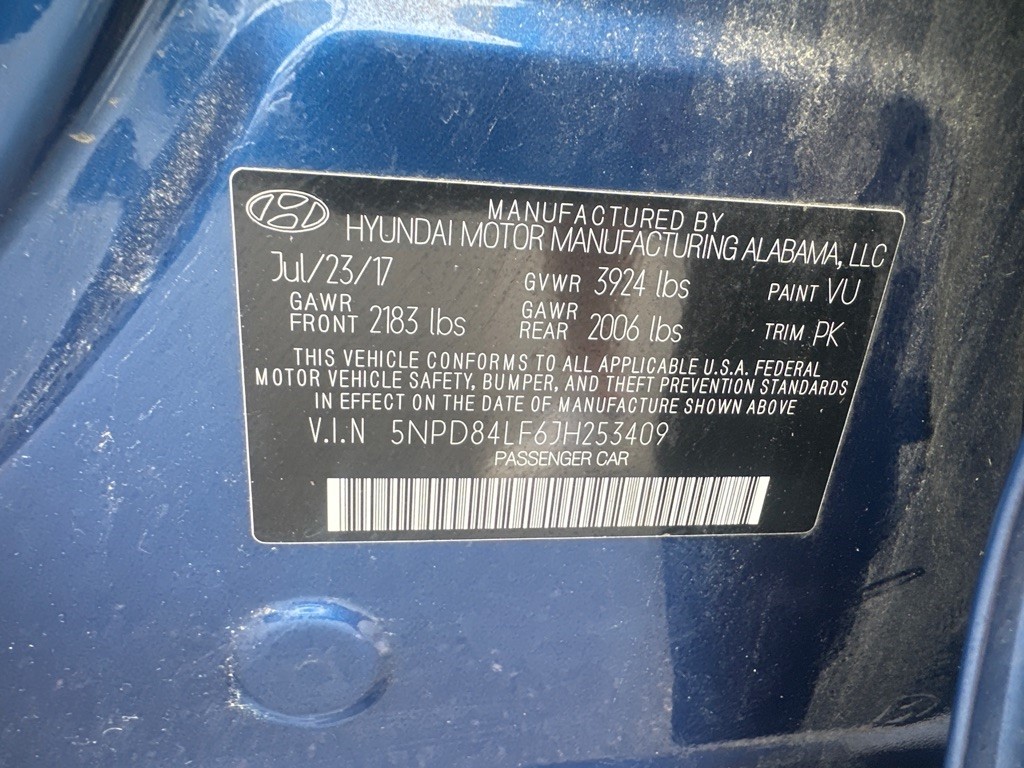 MANUFACTURED BY
HYUNDAI MOTOR MANUFACTURING ALABAMA, LLC
Jul/23/17 GVWR 3924 lbs PAINT VU
GAWR FRONT 2183 lbs GAWR REAR 2006 lbs TRIM PK
THIS VEHICLE CONFORMS TO ALL APPLICABLE U.S.A. FEDERAL
MOTOR VEHICLE SAFETY, BUMPER, AND THEFT PREVENTION STANDARDS
IN EFFECT ON THE DATE OF MANUFACTURE SHOWN ABOVE
V.I.N 5NPD84LF6JH253409
PASSENGER CAR